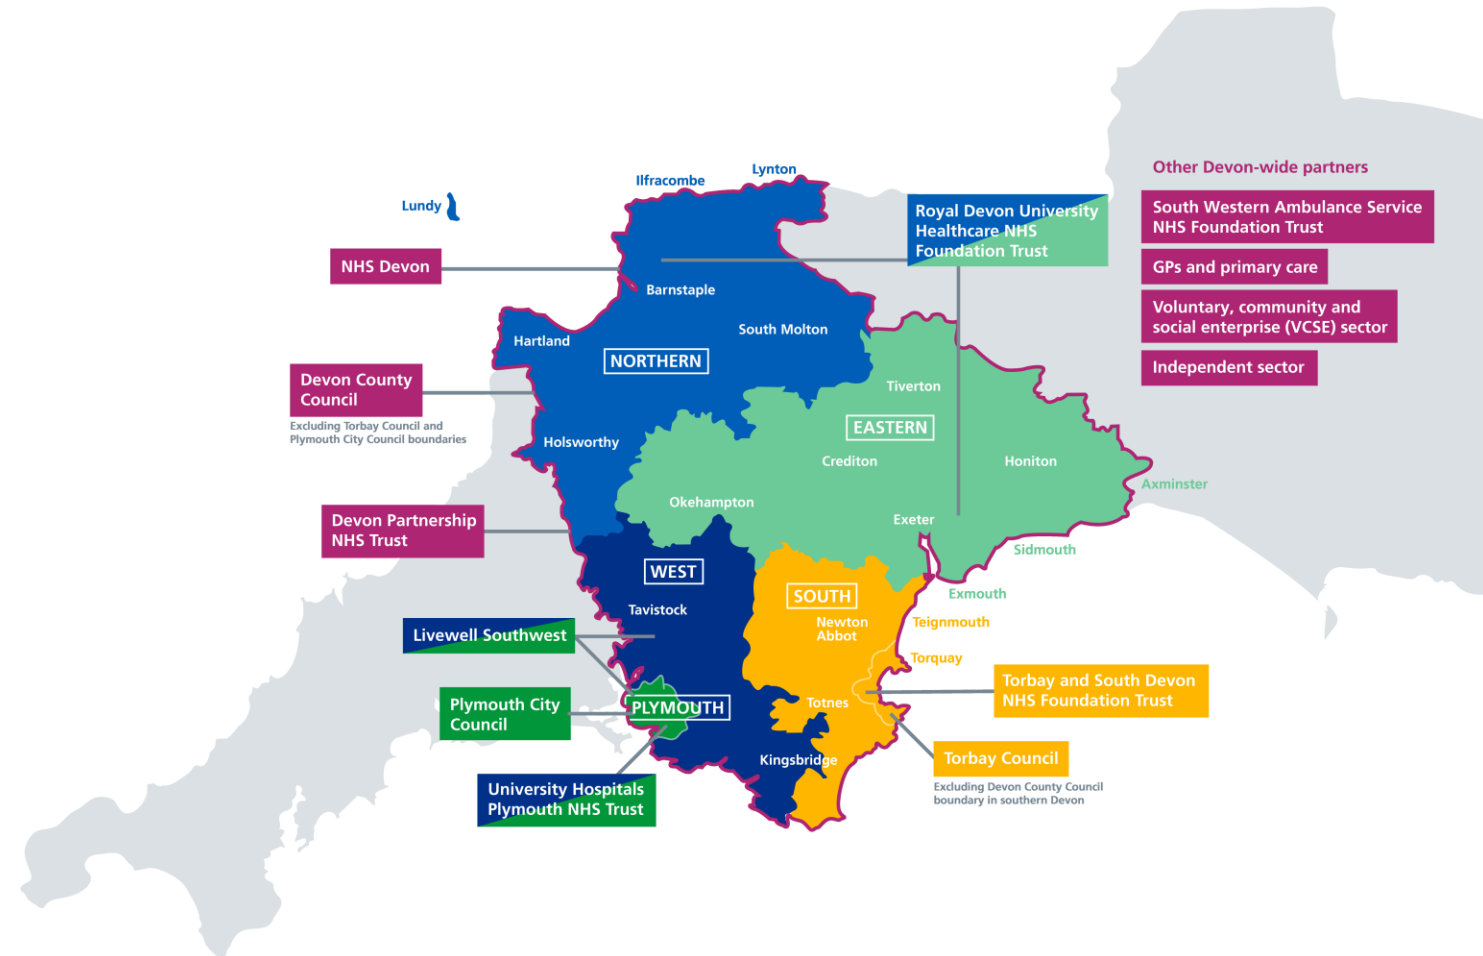 Other Devon-wide partners
South Western Ambulance Service
NHS Foundation Trust
GPs and primary care
Voluntary, community and
social enterprise (VCSE) sector
Independent sector
Lynton
Ilfracombe
Lundy
Royal Devon University
Healthcare NHS
Foundation Trust
NHS Devon
Barnstaple
South Molton
Hartland
NORTHERN
Devon County
Council
Excluding Torbay Council and
Plymouth City Council boundaries
Tiverton
EASTERN
Holsworthy
Crediton
Honiton
Axminster
Okehampton
Exeter
Devon Partnership
NHS Trust
Sidmouth
WEST
SOUTH
Exmouth
Tavistock
Newton
Abbot
Teignmouth
Livewell Southwest
Torquay
Torbay and South Devon
NHS Foundation Trust
Plymouth City
Council
PLYMOUTH
Totnes
Kingsbridge
Torbay Council
Excluding Devon County Council
boundary in southern Devon
University Hospitals
Plymouth NHS Trust